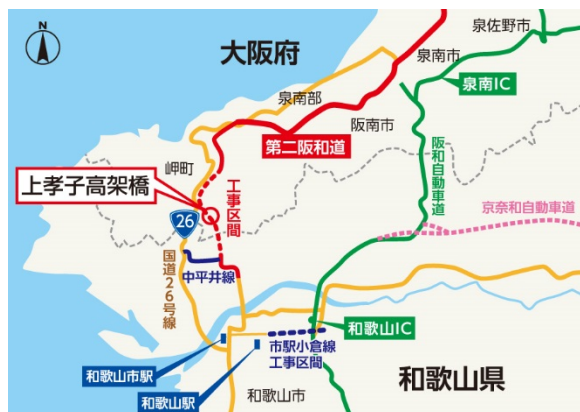 N
大阪府
泉佐野市
泉南市
泉南IC
泉南部
阪南市
第二阪和道
阪和自動車道
岬町
上孝子高架橋
工事区間
26
京奈和自動車道
国道26号線
中平井線
和歌山IC
市駅小倉線
工事区間
和歌山市駅
和歌山駅
和歌山市
和歌山県